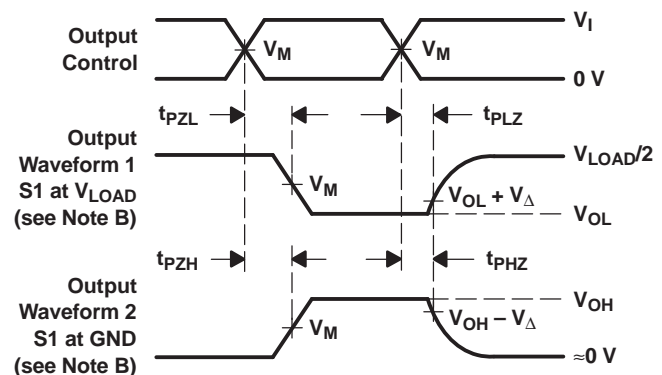 Output
Control
V_M
V_M
V_I
0 V
t_PZL
t_PLZ
Output
Waveform 1
S1 at V_LOAD
(see Note B)
V_M
V_LOAD/2
V_OL + V_Δ
V_OL
t_PZH
t_PHZ
Output
Waveform 2
S1 at GND
(see Note B)
V_M
V_OH
V_OH – V_Δ
≈0 V